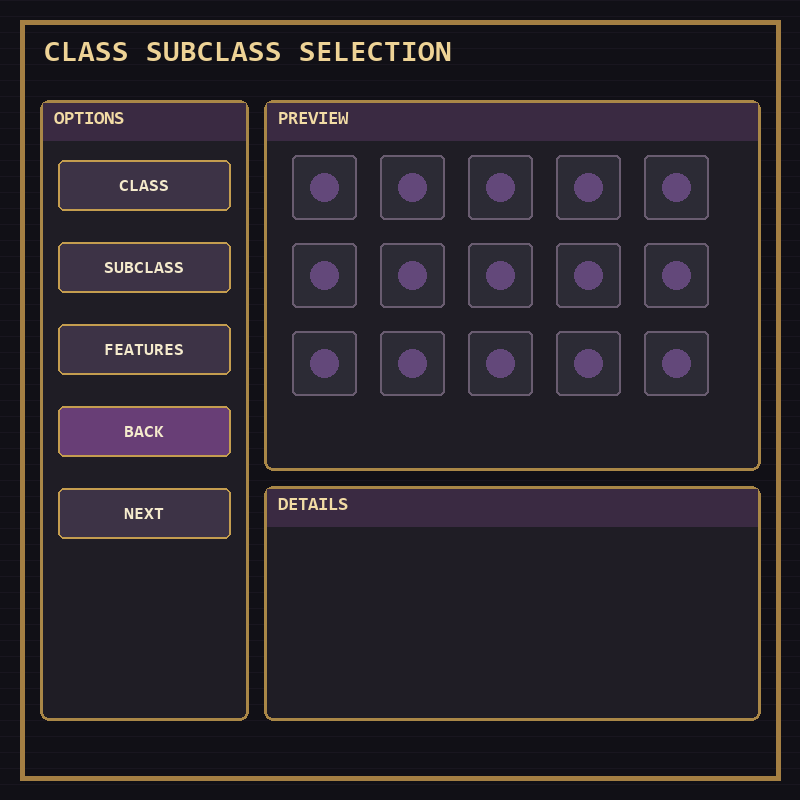 CLASS SUBCLASS SELECTION
OPTIONS
CLASS
SUBCLASS
FEATURES
BACK
NEXT
PREVIEW
DETAILS